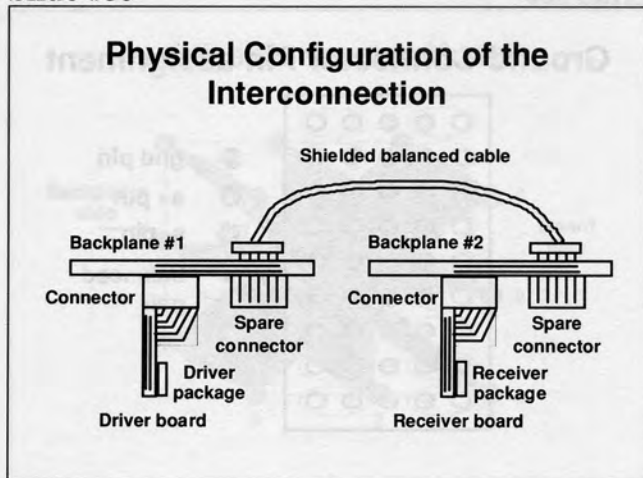 Physical Configuration of the
Interconnection
Shielded balanced cable
Backplane #1
Backplane #2
Connector
Connector
Spare
connector
Spare
connector
Driver
package
Receiver
package
Driver board
Receiver board